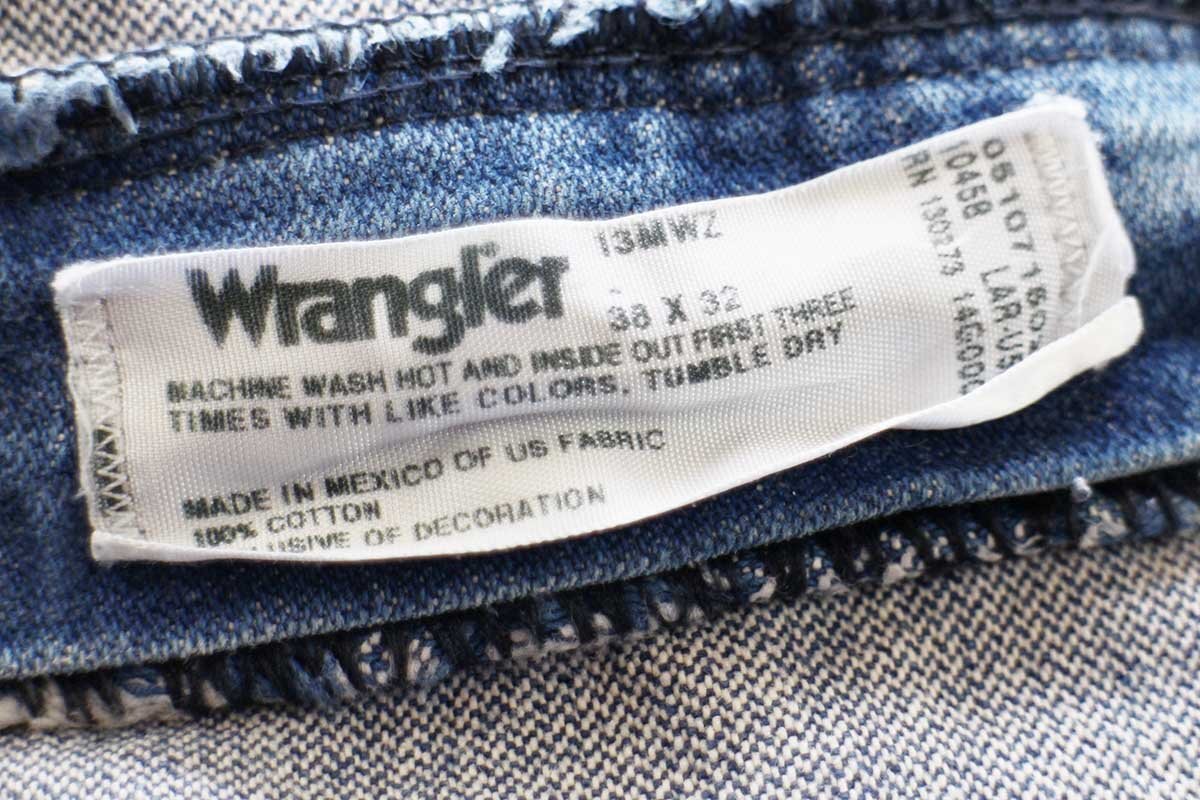 Wrangler
13MWZ
38 X 32
MACHINE WASH HOT AND INSIDE OUT FIRST THREE
TIMES WITH LIKE COLORS. TUMBLE DRY
MADE IN MEXICO OF US FABRIC
100% COTTON
OF DECORATION
10458
RN 130273